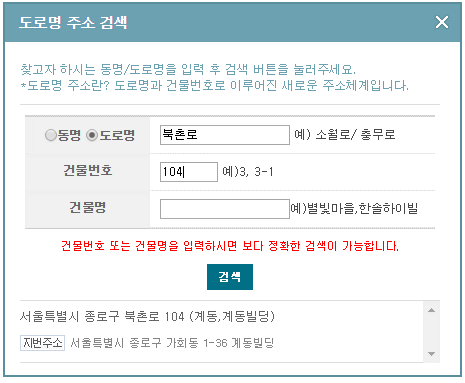 도로명 주소 검색
찾고자 하시는 동명/도로명을 입력 후 검색 버튼을 눌러주세요.
*도로명 주소란? 도로명과 건물번호로 이루어진 새로운 주소체계입니다.
동명 도로명 북촌로 예) 소월로/ 충무로
건물번호 104 예)3, 3-1
건물명 예)별빛마을,한솔하이빌
건물번호 또는 건물명을 입력하시면 보다 정확한 검색이 가능합니다.
검색
서울특별시 종로구 북촌로 104 (계동,계동빌딩)
지번주소 서울특별시 종로구 가회동 1-36 계동빌딩